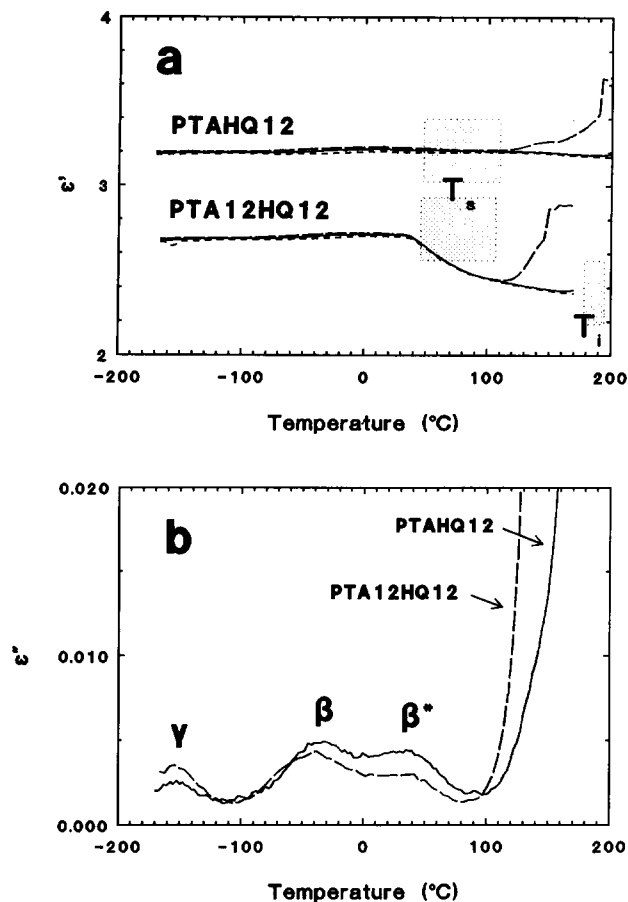 4
a
PTAHQ12
3
ε'
Ts
PTA12HQ12
Ti
2
-200 -100 0 100 200
Temperature (°C)
0.020
b
PTAHQ12
PTA12HQ12
0.010
ε"
γ β β*
0.000
-200 -100 0 100 200
Temperature (°C)